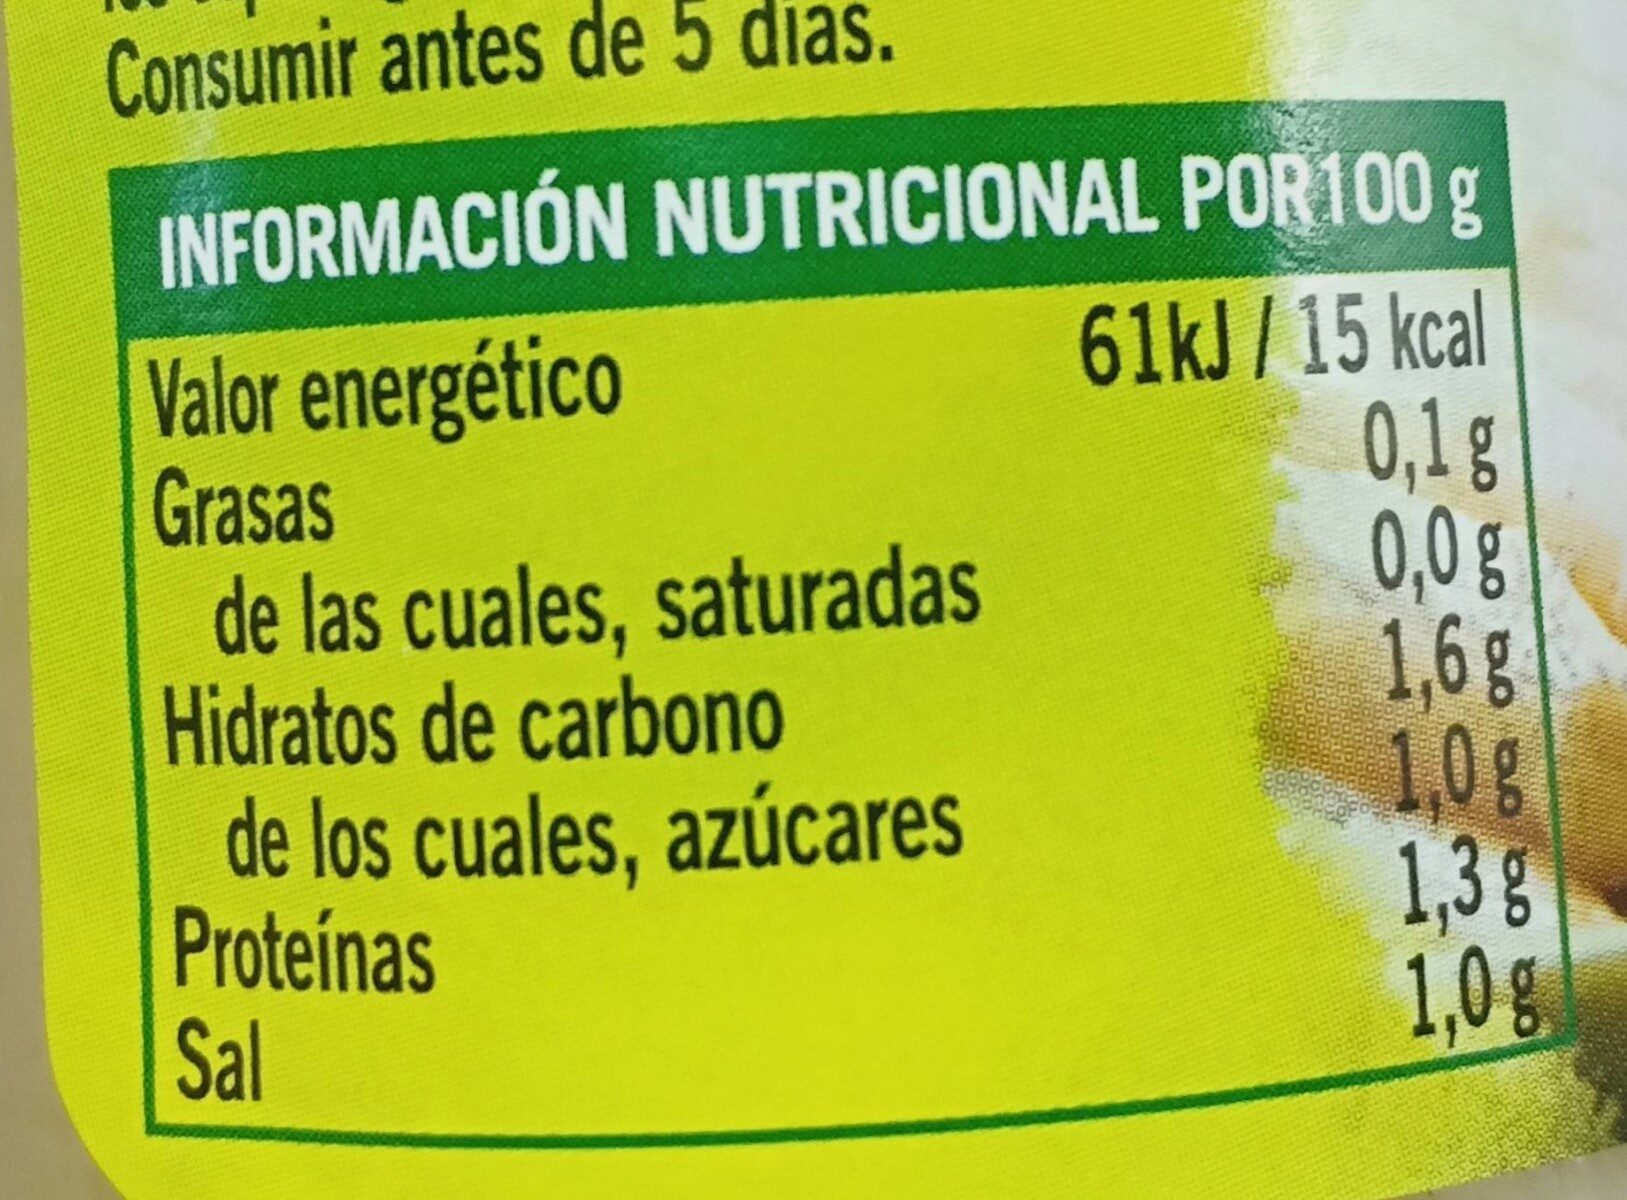 Consumir antes de 5 días.
INFORMACIÓN NUTRICIONAL POR100 g
Valor energético 61kJ / 15 kcal
Grasas 0,1 g
de las cuales, saturadas 0,0 g
Hidratos de carbono 1,6 g
de los cuales, azúcares 1,0 g
Proteínas 1,3 g
Sal 1,0 g